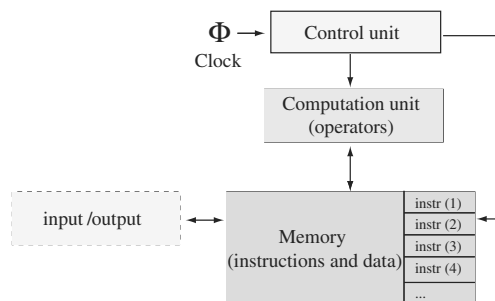 Φ
Clock
Control unit
Computation unit
(operators)
input /output
Memory
(instructions and data)
instr (1)
instr (2)
instr (3)
instr (4)
...